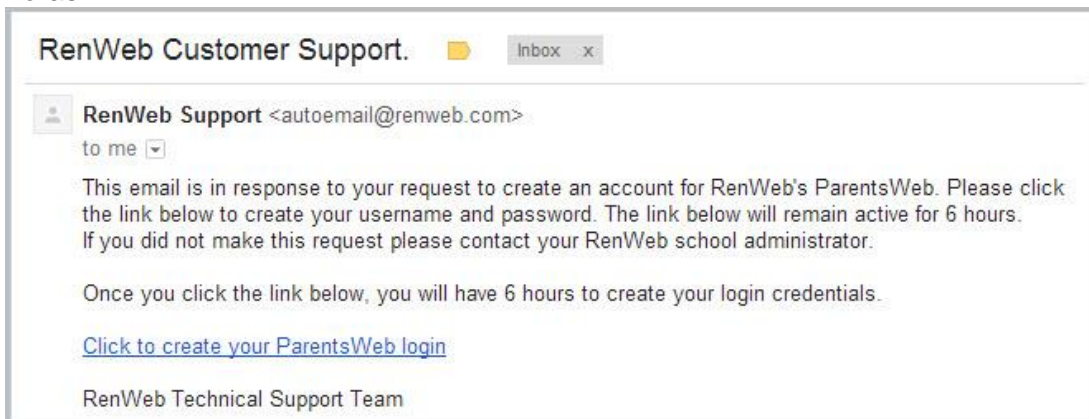 RenWeb Customer Support.
Inbox x
RenWeb Support <autoemail@renweb.com>
to me
This email is in response to your request to create an account for RenWeb's ParentsWeb. Please click
the link below to create your username and password. The link below will remain active for 6 hours.
If you did not make this request please contact your RenWeb school administrator.
Once you click the link below, you will have 6 hours to create your login credentials.
Click to create your ParentsWeb login
RenWeb Technical Support Team